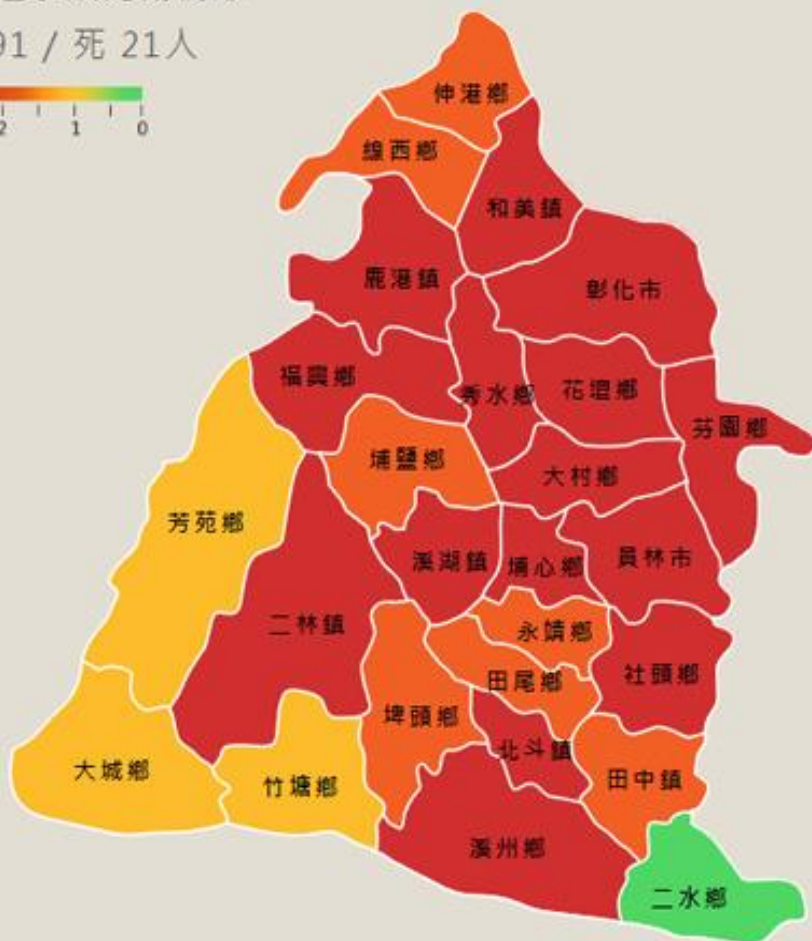 91 / 死 21人
2 1 0
伸港鄉
線西鄉
和美鎮
鹿港鎮
彰化市
福興鄉
秀水鄉
花壇鄉
芬園鄉
埔鹽鄉
大村鄉
芳苑鄉
溪湖鎮
埔心鄉
員林市
二林鎮
永靖鄉
田尾鄉
社頭鄉
埤頭鄉
北斗鎮
大城鄉
竹塘鄉
田中鎮
溪州鄉
二水鄉